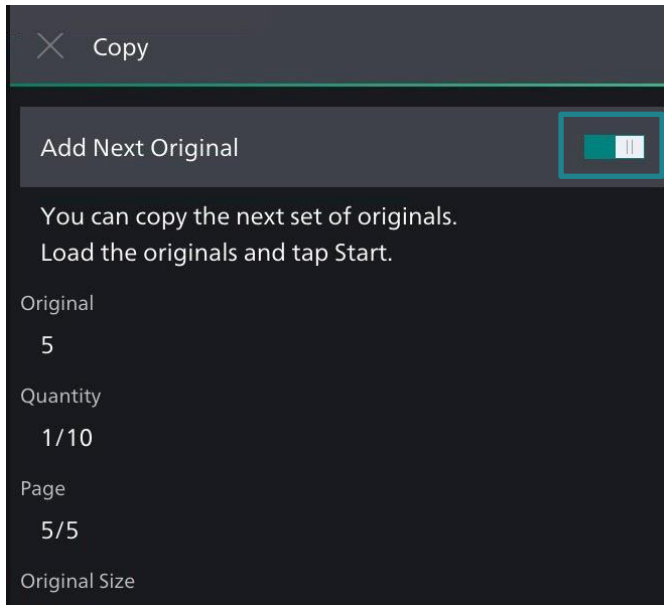 Copy
Add Next Original
You can copy the next set of originals.
Load the originals and tap Start.
Original
5
Quantity
1/10
Page
5/5
Original Size